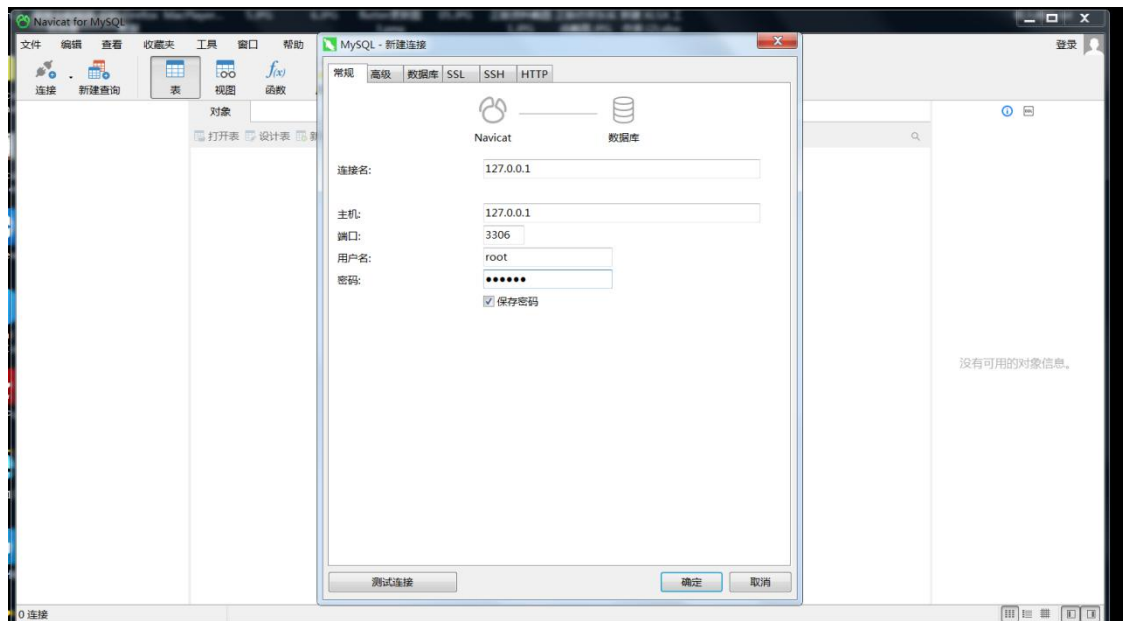 Navicat for MySQL
文件 编辑 查看 收藏夹 工具 窗口 帮助
登录
连接 新建查询 表 视图 函数
对象
打开表 设计表
MySQL - 新建连接
常规 高级 数据库 SSL SSH HTTP
Navicat 数据库
连接名: 127.0.0.1
主机: 127.0.0.1
端口: 3306
用户名: root
密码: ●●●●●●
保存密码
测试连接 确定 取消
没有可用的对象信息。
0 连接